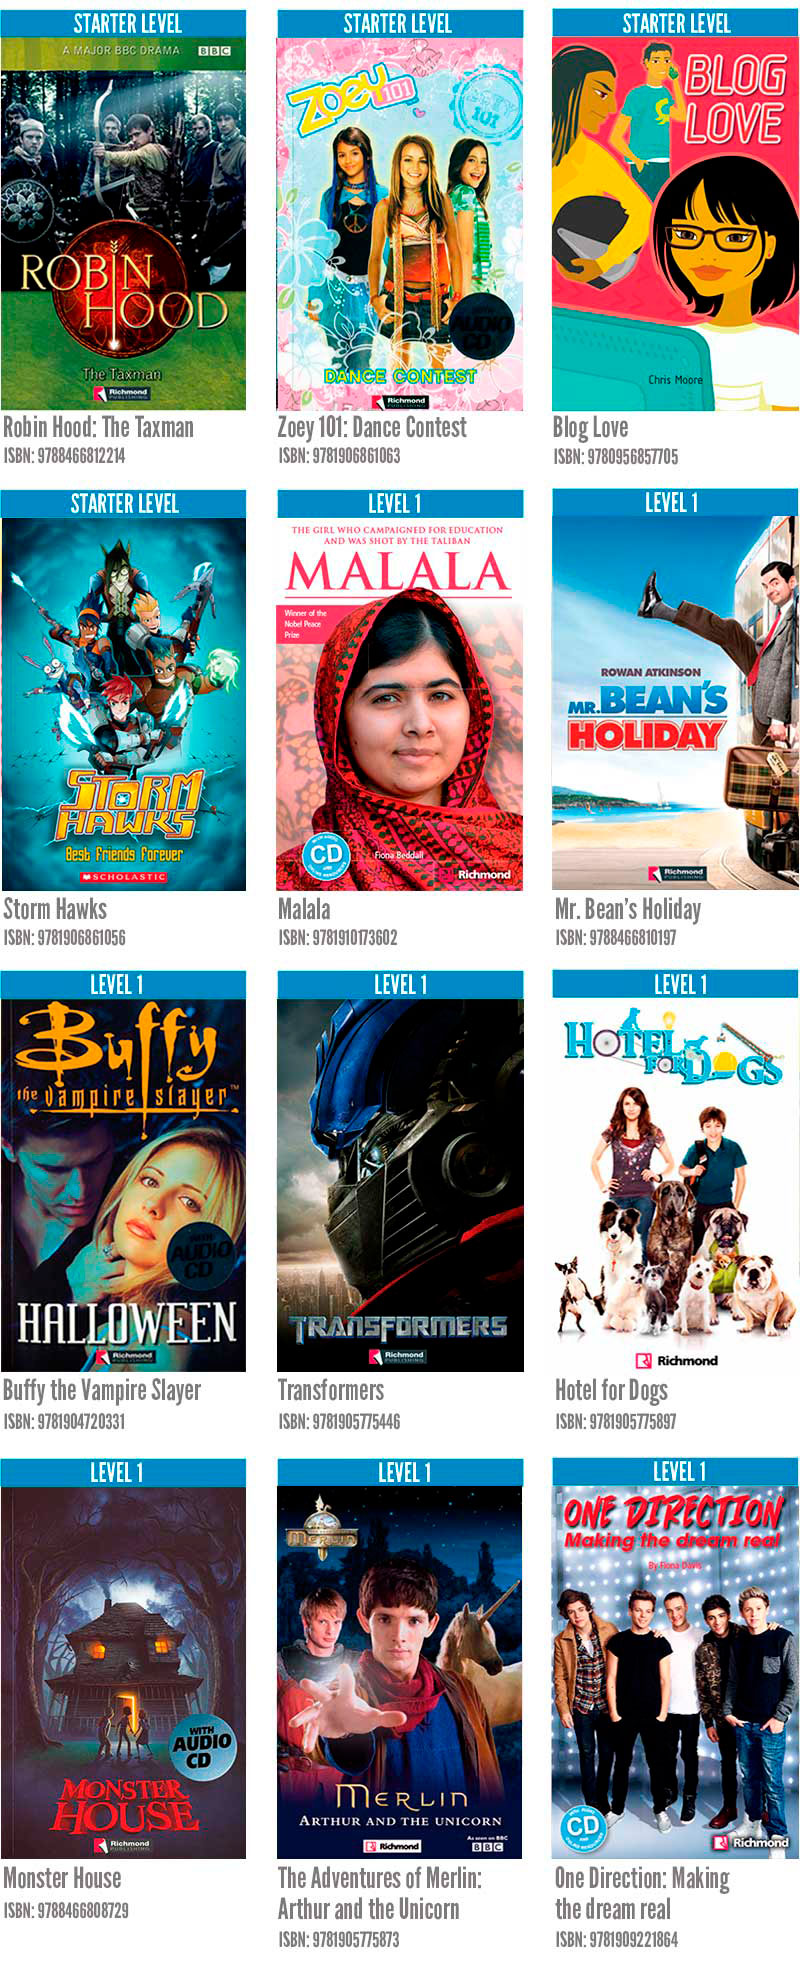 STARTER LEVEL
A MAJOR BBC DRAMA
BBC
ROBIN
HOOD
The Taxman
Richmond
PUBLISHING
Robin Hood: The Taxman
ISBN: 9788466812214
STARTER LEVEL
ZOEY 101
WITH
AUDIO
CD
DANCE CONTEST
Richmond
PUBLISHING
Zoey 101: Dance Contest
ISBN: 9781906861063
STARTER LEVEL
BLOG
LOVE
Chris Moore
Blog Love
ISBN: 9780956857705
STARTER LEVEL
STORM
HAWKS
Best friends forever
SCHOLASTIC
Storm Hawks
ISBN: 9781906861056
LEVEL 1
THE GIRL WHO CAMPAIGNED FOR EDUCATION
AND WAS SHOT BY THE TALIBAN
MALALA
Winner of the
Nobel Peace
Prize
CD
Fiona Beddall
Richmond
Malala
ISBN: 9781910173602
LEVEL 1
ROWAN ATKINSON
MR. BEAN'S
HOLIDAY
Richmond
PUBLISHING
Mr. Bean's Holiday
ISBN: 9788466810197
LEVEL 1
Buffy
the vampire slayer™
WITH
AUDIO
CD
HALLOWEEN
Richmond
PUBLISHING
Buffy the Vampire Slayer
ISBN: 9781904720331
LEVEL 1
TRANSFORMERS
Richmond
PUBLISHING
Transformers
ISBN: 9781905775446
LEVEL 1
HOTEL
FOR DOGS
Richmond
Hotel for Dogs
ISBN: 9781905775897
LEVEL 1
WITH
AUDIO
CD
MONSTER
HOUSE
Richmond
PUBLISHING
Monster House
ISBN: 9788466808729
LEVEL 1
MERLIN
MERLIN
ARTHUR AND THE UNICORN
Richmond
As seen on BBC
BBC
The Adventures of Merlin:
Arthur and the Unicorn
ISBN: 9781905775873
LEVEL 1
ONE DIRECTION
Making the dream real
By Fiona Davis
CD
Richmond
One Direction: Making
the dream real
ISBN: 9781909221864